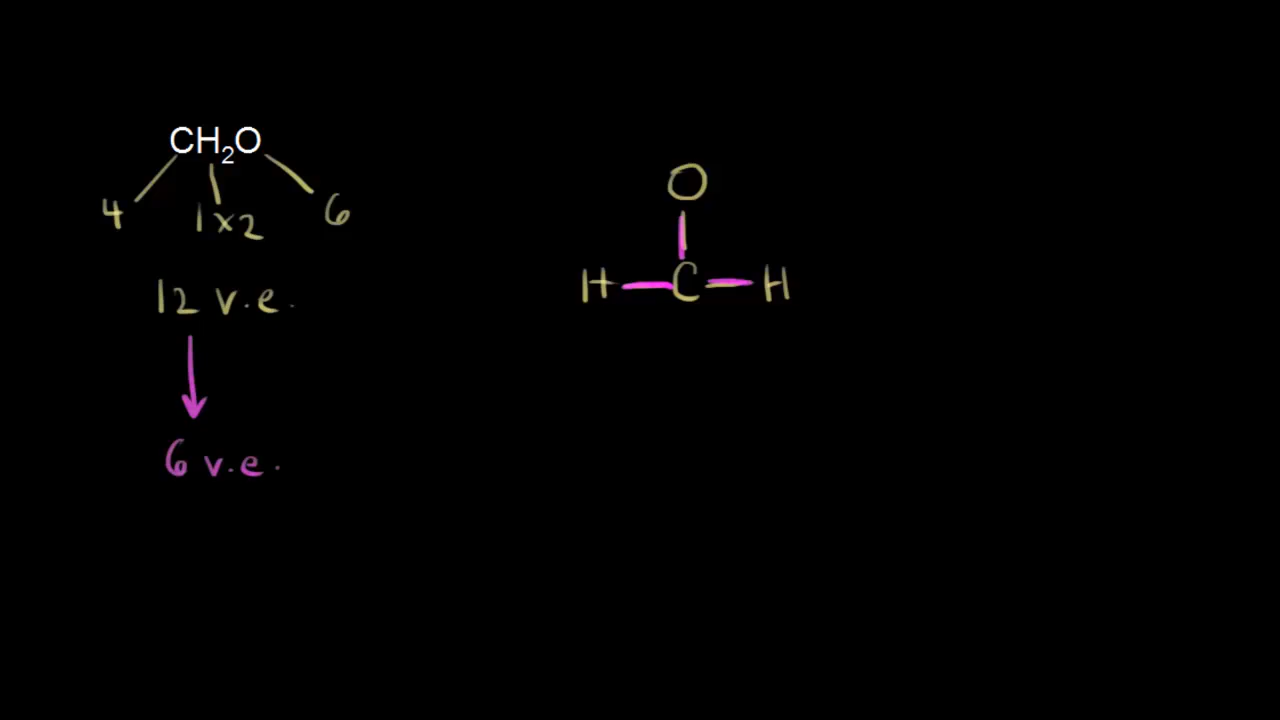 CH₂O
4 1x2 6
12 v.e.
6 v.e.
O
H-C-H